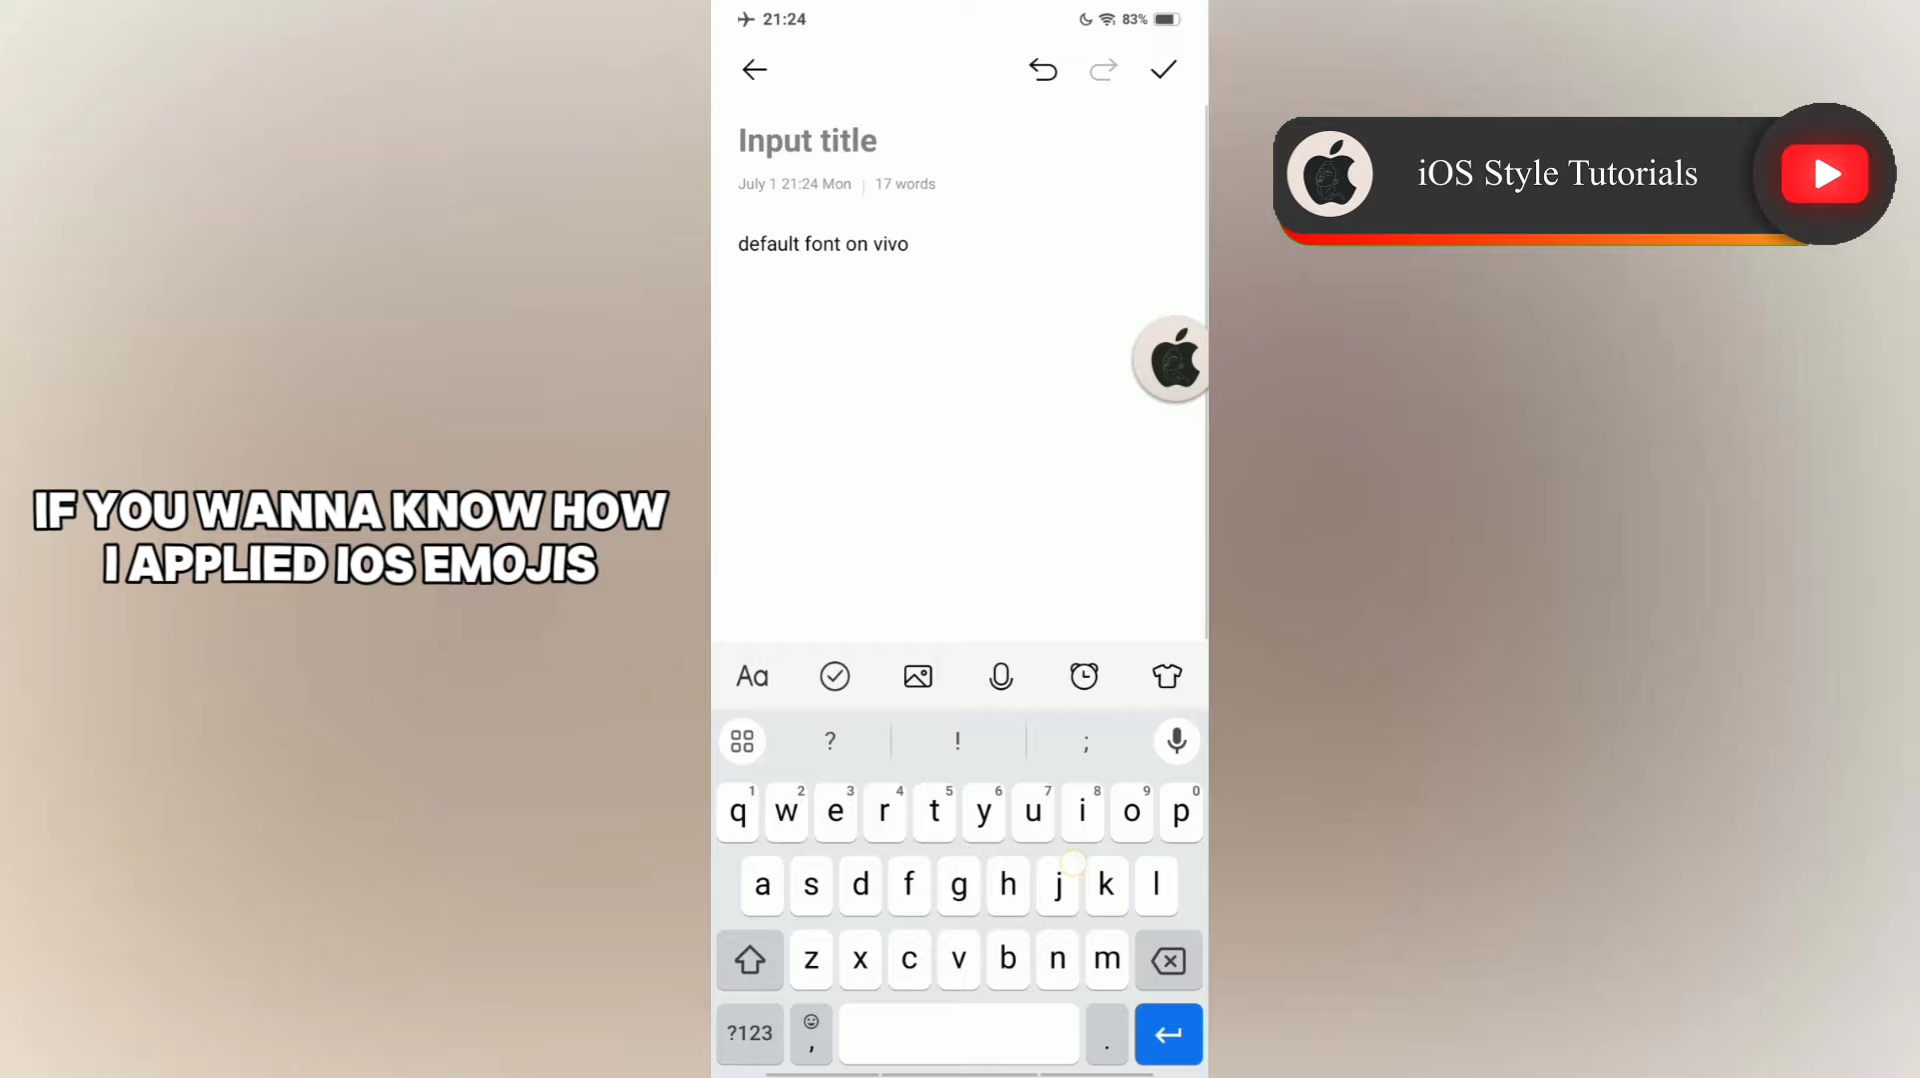 21:24
83%
Input title
July 1 21:24 Mon | 17 words
default font on vivo
iOS Style Tutorials
IF YOU WANNA KNOW HOW
I APPLIED IOS EMOJIS
Aa
? ! ;
1 2 3 4 5 6 7 8 9 0
q w e r t y u i o p
a s d f g h j k l
z x c v b n m
?123 , .